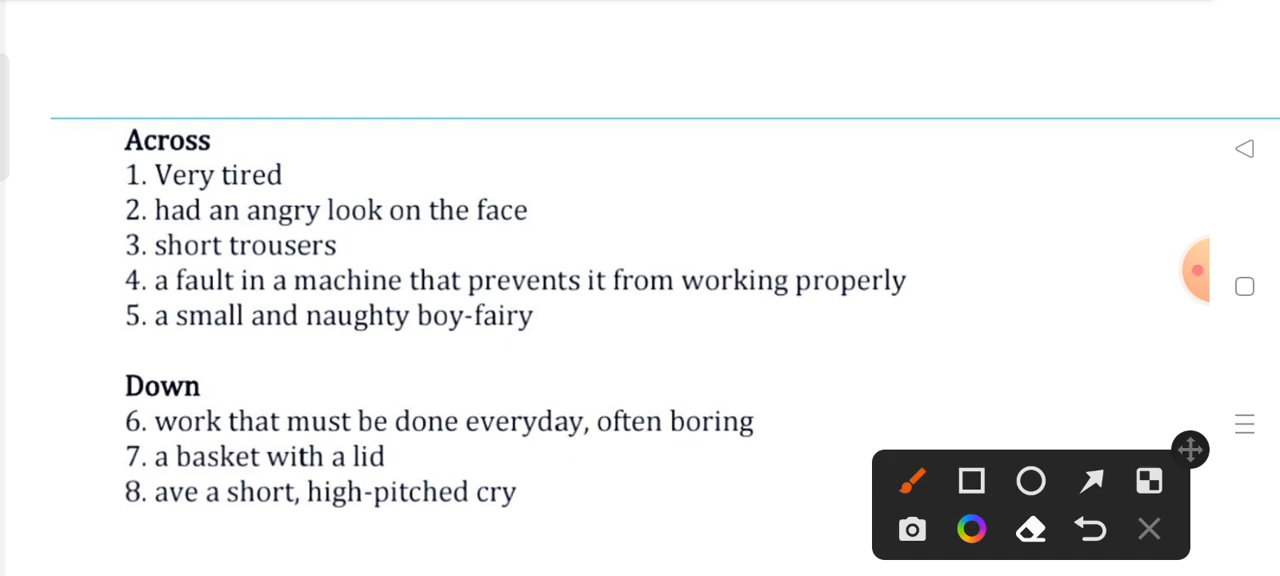 Across
1. Very tired
2. had an angry look on the face
3. short trousers
4. a fault in a machine that prevents it from working properly
5. a small and naughty boy-fairy
Down
6. work that must be done everyday, often boring
7. a basket with a lid
8. ave a short, high-pitched cry